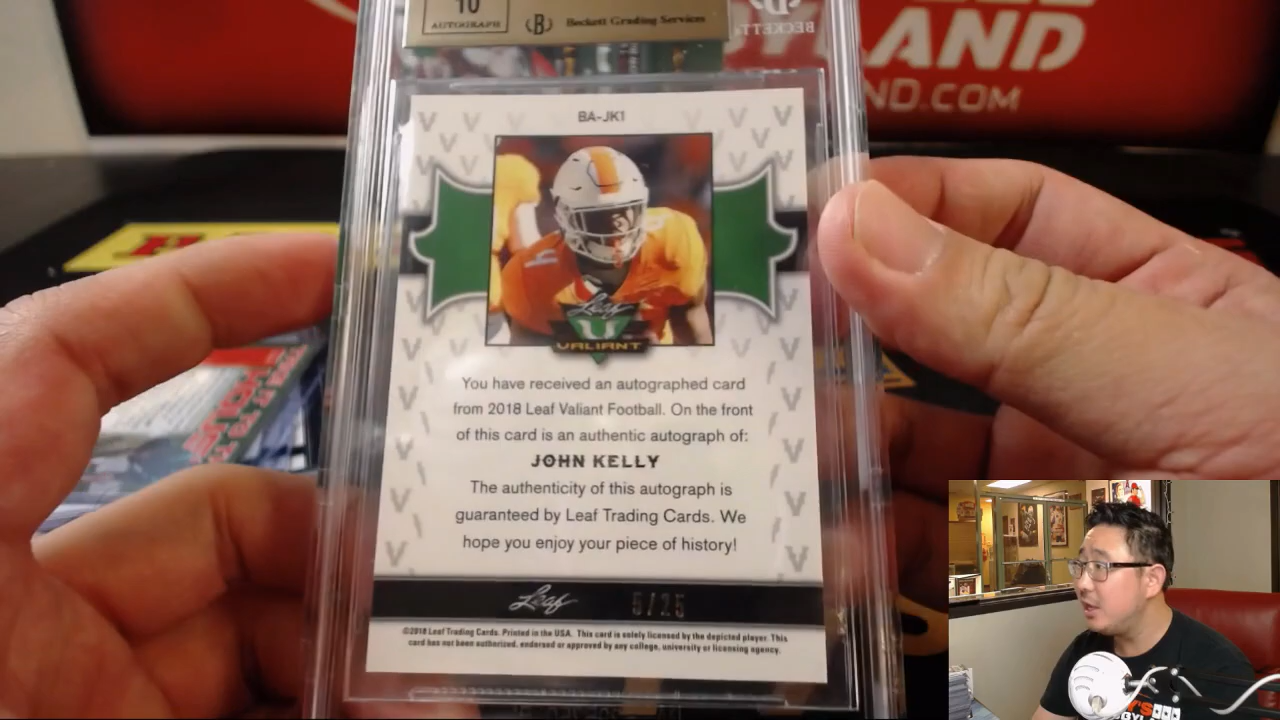 10
AUTOGRAPH
Beckett Grading Services
BECKETT
AND
ND.COM
BA-JK1
4
Leaf
VALIANT
You have received an autographed card
from 2018 Leaf Valiant Football. On the front
of this card is an authentic autograph of:
JOHN KELLY
The authenticity of this autograph is
guaranteed by Leaf Trading Cards. We
hope you enjoy your piece of history!
Leaf 5/25
©2018 Leaf Trading Cards. Printed in the USA. This card is solely licensed by the depicted player. This
card has not been authorized, endorsed or approved by any college, university or licensing agency.